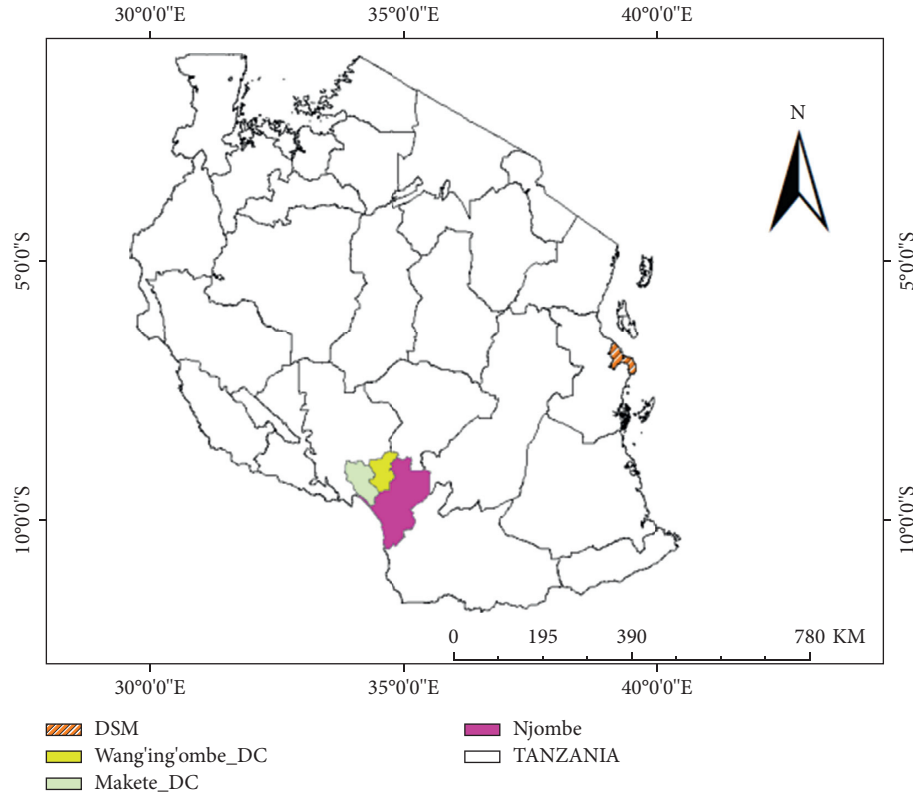 30°0'0"E 35°0'0"E 40°0'0"E
N
5°0'0"S 5°0'0"S
10°0'0"S 10°0'0"S
0 195 390 780 KM
30°0'0"E 35°0'0"E 40°0'0"E
DSM
Wang'ing'ombe_DC
Makete_DC
Njombe
TANZANIA